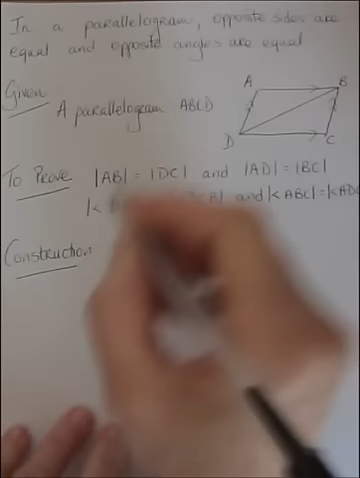 In a parallelogram, opposite sides are
equal and opposite angles are equal
Given
A parallelogram ABCD
A
B
D
C
To Prove |AB| = |DC| and |AD| = |BC|
|< and |<ABC| = |<ADC
Construction